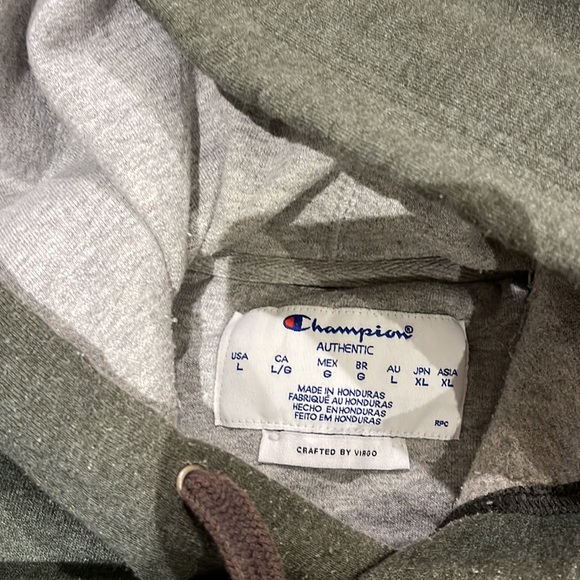 Champion®
AUTHENTIC
USA CA MEX BR AU JPN ASIA
L L/G G G L XL XL
MADE IN HONDURAS
FABRIQUÉ AU HONDURAS
HECHO EN HONDURAS
FEITO EM HONDURAS
RPC
CRAFTED BY VIRGO